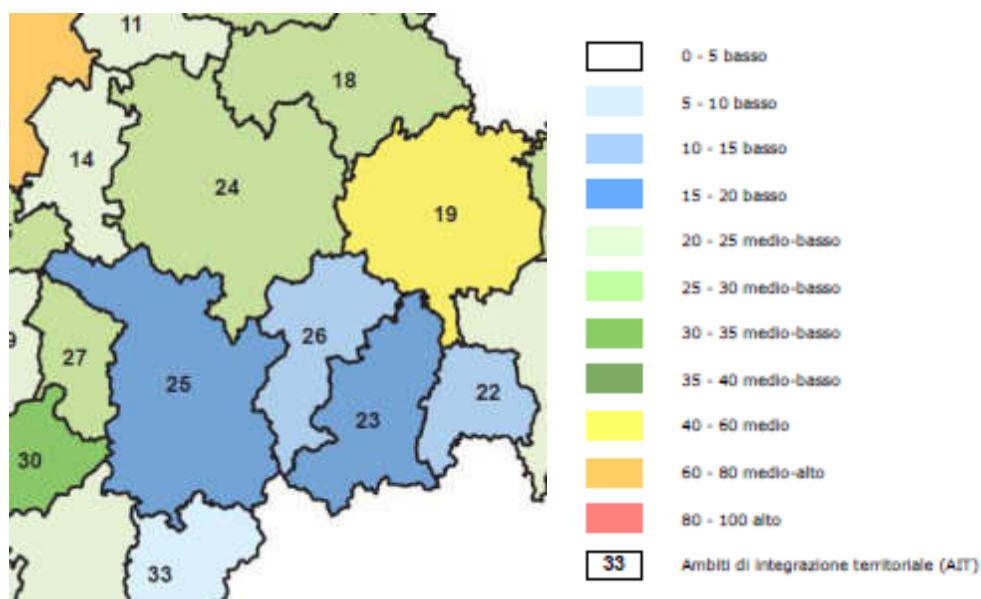 11
18
14
24
19
9
27
25
26
22
23
30
33
0 - 5 basso
5 - 10 basso
10 - 15 basso
15 - 20 basso
20 - 25 medio-basso
25 - 30 medio-basso
30 - 35 medio-basso
35 - 40 medio-basso
40 - 60 medio
60 - 80 medio-alto
80 - 100 alto
33 Ambiti di integrazione territoriale (AIT)